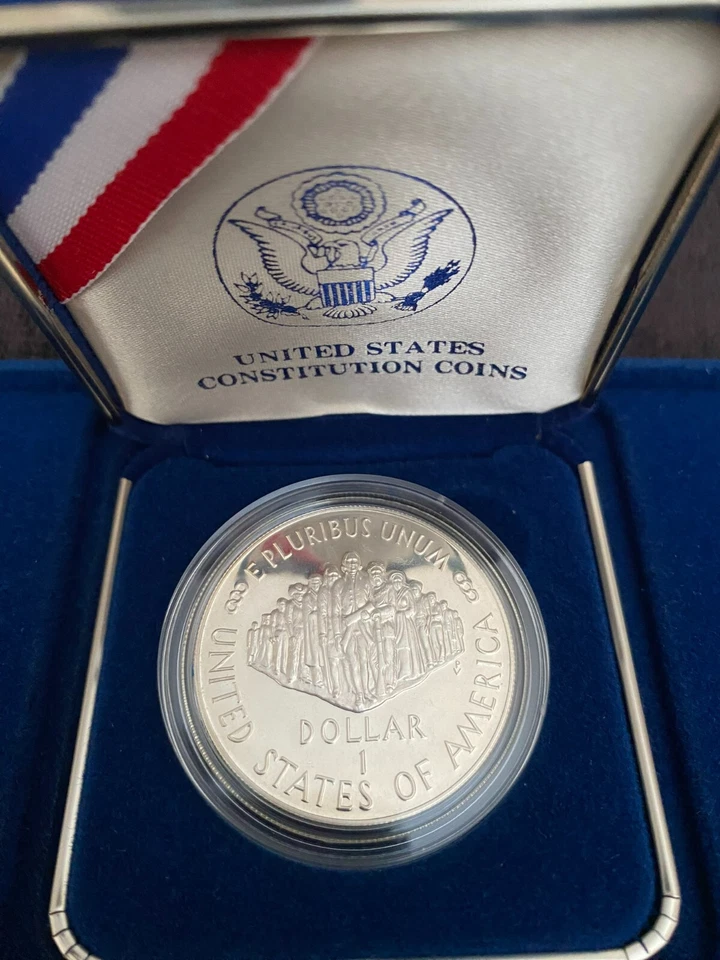 UNITED STATES
CONSTITUTION COINS
E PLURIBUS UNUM
DOLLAR
1
UNITED STATES OF AMERICA